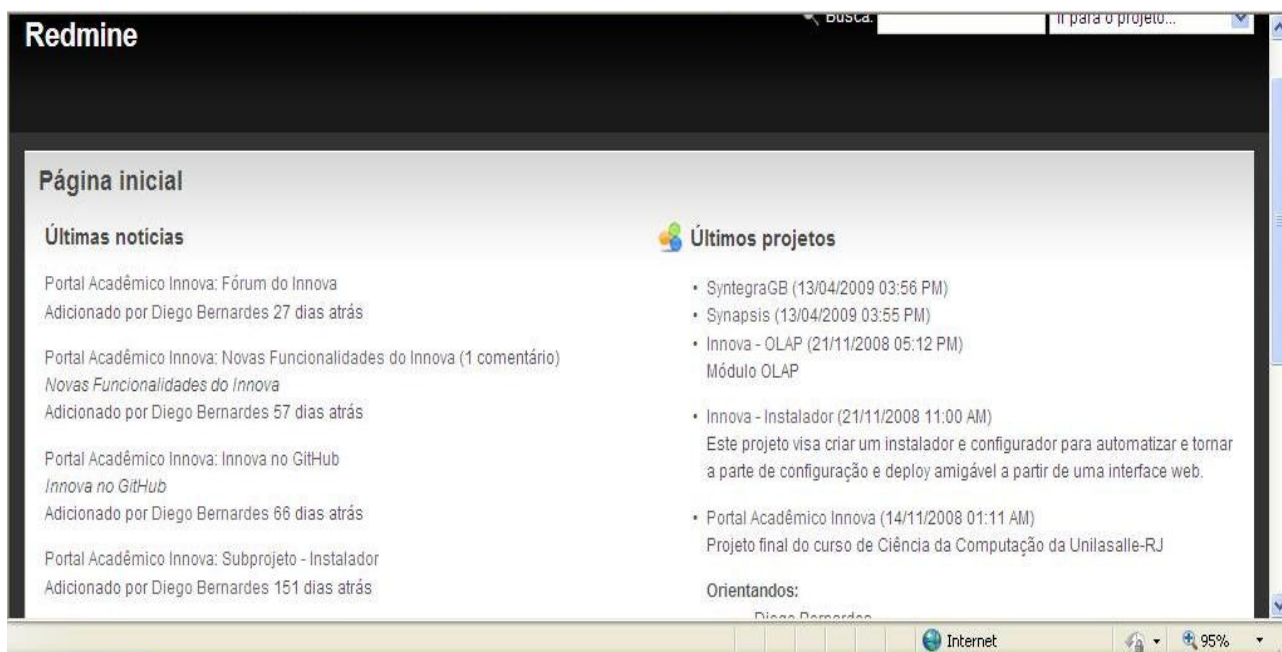 Redmine
Busca:
Ir para o projeto...
Página inicial
Últimas notícias
Portal Acadêmico Innova: Fórum do Innova
Adicionado por Diego Bernardes 27 dias atrás
Portal Acadêmico Innova: Novas Funcionalidades do Innova (1 comentário)
Novas Funcionalidades do Innova
Adicionado por Diego Bernardes 57 dias atrás
Portal Acadêmico Innova: Innova no GitHub
Innova no GitHub
Adicionado por Diego Bernardes 66 dias atrás
Portal Acadêmico Innova: Subprojeto - Instalador
Adicionado por Diego Bernardes 151 dias atrás
Últimos projetos
• SyntegraGB (13/04/2009 03:56 PM)
• Synapsis (13/04/2009 03:55 PM)
• Innova - OLAP (21/11/2008 05:12 PM)
Módulo OLAP
• Innova - Instalador (21/11/2008 11:00 AM)
Este projeto visa criar um instalador e configurador para automatizar e tornar
a parte de configuração e deploy amigável a partir de uma interface web.
• Portal Acadêmico Innova (14/11/2008 01:11 AM)
Projeto final do curso de Ciência da Computação da Unilasalle-RJ
Orientandos:
Diego Bernardes
Internet
95%